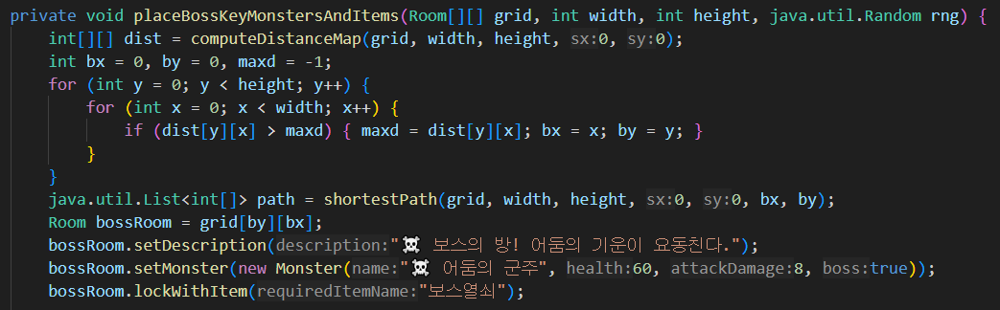 private void placeBossKeyMonstersAndItems(Room[][] grid, int width, int height, java.util.Random rng) {
    int[][] dist = computeDistanceMap(grid, width, height, sx:0, sy:0);
    int bx = 0, by = 0, maxd = -1;
    for (int y = 0; y < height; y++) {
        for (int x = 0; x < width; x++) {
            if (dist[y][x] > maxd) { maxd = dist[y][x]; bx = x; by = y; }
        }
    }
    java.util.List<int[]> path = shortestPath(grid, width, height, sx:0, sy:0, bx, by);
    Room bossRoom = grid[by][bx];
    bossRoom.setDescription(description:"☠️ 보스의 방! 어둠의 기운이 요동친다.");
    bossRoom.setMonster(new Monster(name:"☠️ 어둠의 군주", health:60, attackDamage:8, boss:true));
    bossRoom.lockWithItem(requiredItemName:"보스열쇠");